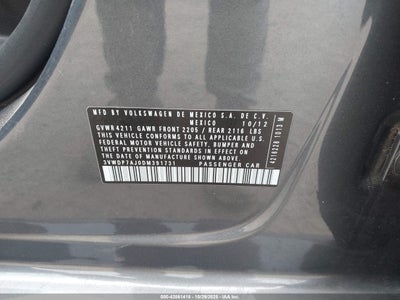 MFD BY VOLKSWAGEN DE MEXICO S.A. DE C.V.
MEXICO 10/12
GVWR 4211 GAWR FRONT 2205 / REAR 2116 LBS
THIS VEHICLE CONFORMS TO ALL APPLICABLE
FEDERAL MOTOR VEHICLE SAFETY, BUMPER AND
THEFT PREVENTION STANDARDS IN EFFECT
ON THE DATE OF MANUFACTURE SHOWN ABOVE
3VWDP7AJ0DM391731 PASSENGER CAR